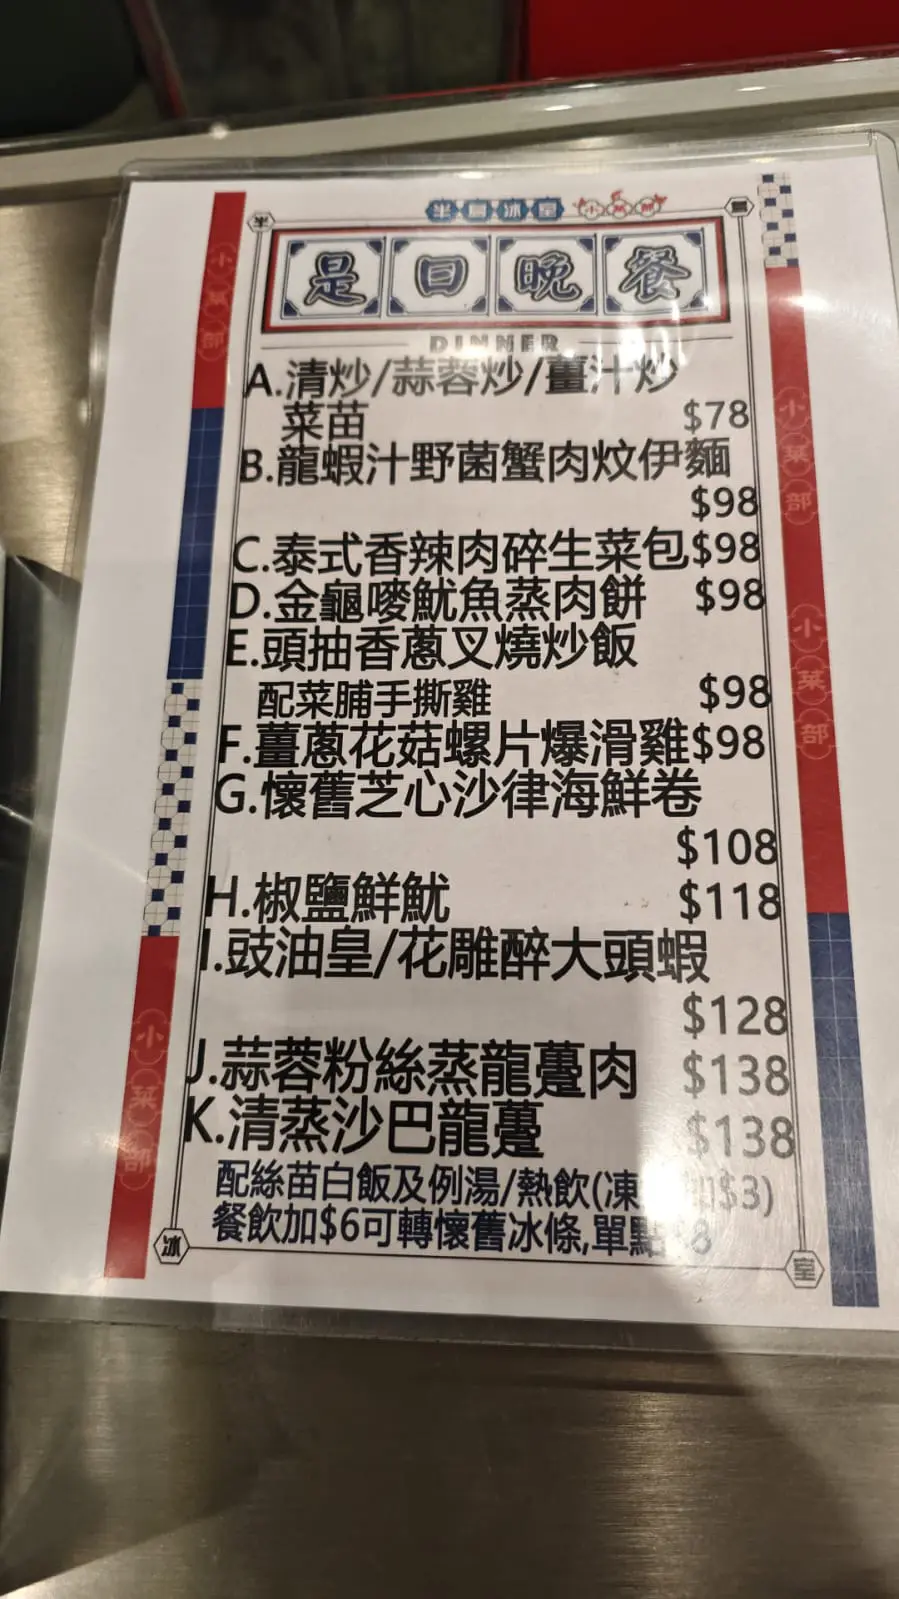 半島冰室 小菜部
半 島
是日晚餐
DINNER
A.清炒/蒜蓉炒/薑汁炒
菜苗 $78
B.龍蝦汁野菌蟹肉炆伊麵
$98
C.泰式香辣肉碎生菜包$98
D.金龜嘜魷魚蒸肉餅 $98
E.頭抽香蔥叉燒炒飯
配菜脯手撕雞 $98
F.薑蔥花菇螺片爆滑雞$98
G.懷舊芝心沙律海鮮卷
$108
H.椒鹽鮮魷 $118
I.豉油皇/花雕醉大頭蝦
$128
J.蒜蓉粉絲蒸龍躉肉 $138
K.清蒸沙巴龍躉 $138
配絲苗白飯及例湯/熱飲(凍 加$3)
餐飲加$6可轉懷舊冰條,單點 8
冰 室
小菜部
小菜部
小菜部
小菜部